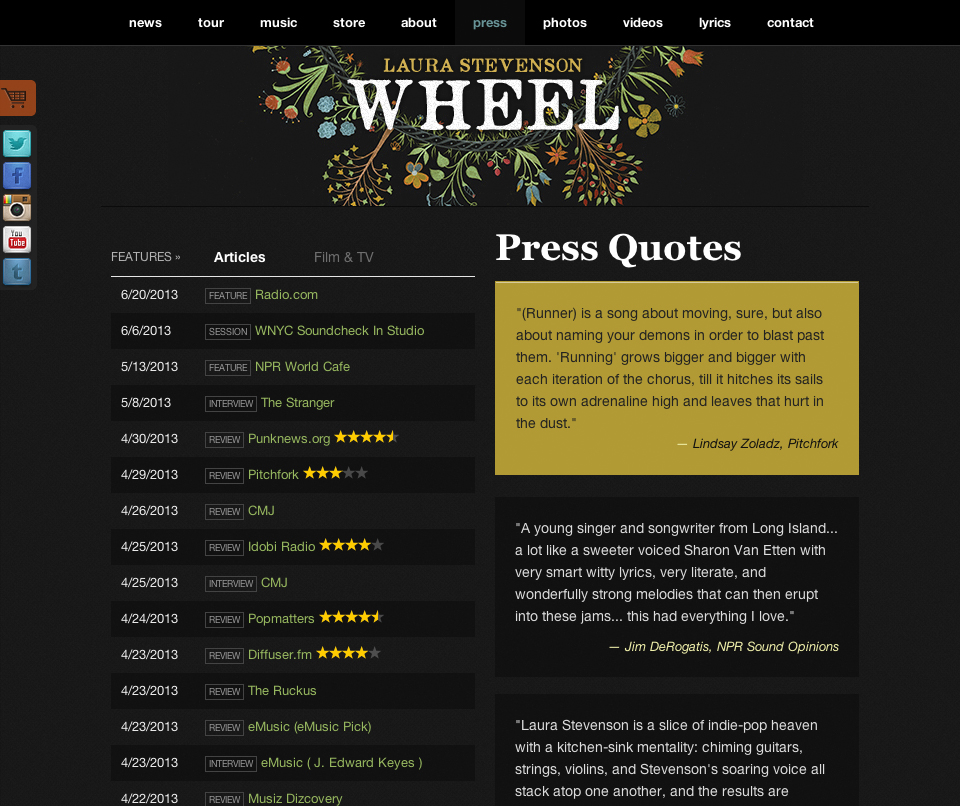 news tour music store about press photos videos lyrics contact
LAURA STEVENSON
WHEEL
You
Tube
FEATURES » Articles Film & TV
6/20/2013 FEATURE Radio.com
6/6/2013 SESSION WNYC Soundcheck In Studio
5/13/2013 FEATURE NPR World Cafe
5/8/2013 INTERVIEW The Stranger
4/30/2013 REVIEW Punknews.org
4/29/2013 REVIEW Pitchfork
4/26/2013 REVIEW CMJ
4/25/2013 REVIEW Idobi Radio
4/25/2013 INTERVIEW CMJ
4/24/2013 REVIEW Popmatters
4/23/2013 REVIEW Diffuser.fm
4/23/2013 REVIEW The Ruckus
4/23/2013 REVIEW eMusic (eMusic Pick)
4/23/2013 INTERVIEW eMusic ( J. Edward Keyes )
4/22/2013 REVIEW Musiz Dizcovery
Press Quotes
"(Runner) is a song about moving, sure, but also
about naming your demons in order to blast past
them. 'Running' grows bigger and bigger with
each iteration of the chorus, till it hitches its sails
to its own adrenaline high and leaves that hurt in
the dust."
— Lindsay Zoladz, Pitchfork
"A young singer and songwriter from Long Island...
a lot like a sweeter voiced Sharon Van Etten with
very smart witty lyrics, very literate, and
wonderfully strong melodies that can then erupt
into these jams... this had everything I love."
— Jim DeRogatis, NPR Sound Opinions
"Laura Stevenson is a slice of indie-pop heaven
with a kitchen-sink mentality: chiming guitars,
strings, violins, and Stevenson's soaring voice all
stack atop one another, and the results are